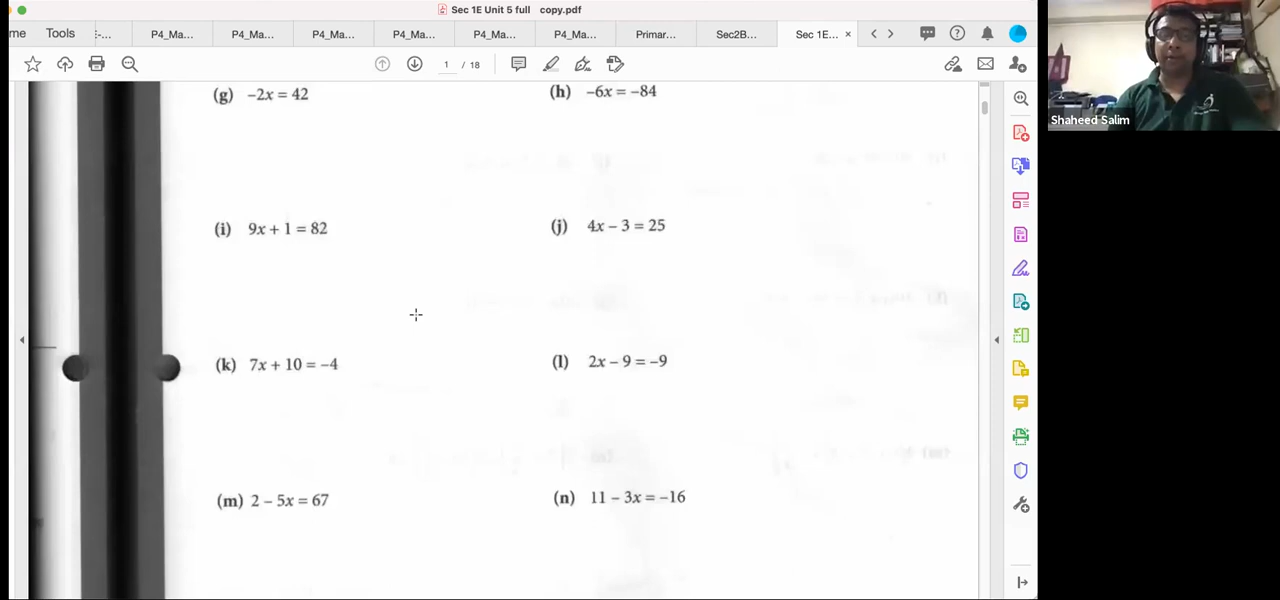 Sec 1E Unit 5 full copy.pdf
me Tools E-... P4_Ma... P4_Ma... P4_Ma... P4_Ma... P4_Ma... P4_Ma... Primar... Sec2B... Sec 1E... ×
1 / 18
(g) -2x = 42 (h) -6x = -84
(i) 9x + 1 = 82 (j) 4x – 3 = 25
(k) 7x + 10 = –4 (l) 2x – 9 = –9
(m) 2 – 5x = 67 (n) 11 – 3x = –16
Shaheed Salim